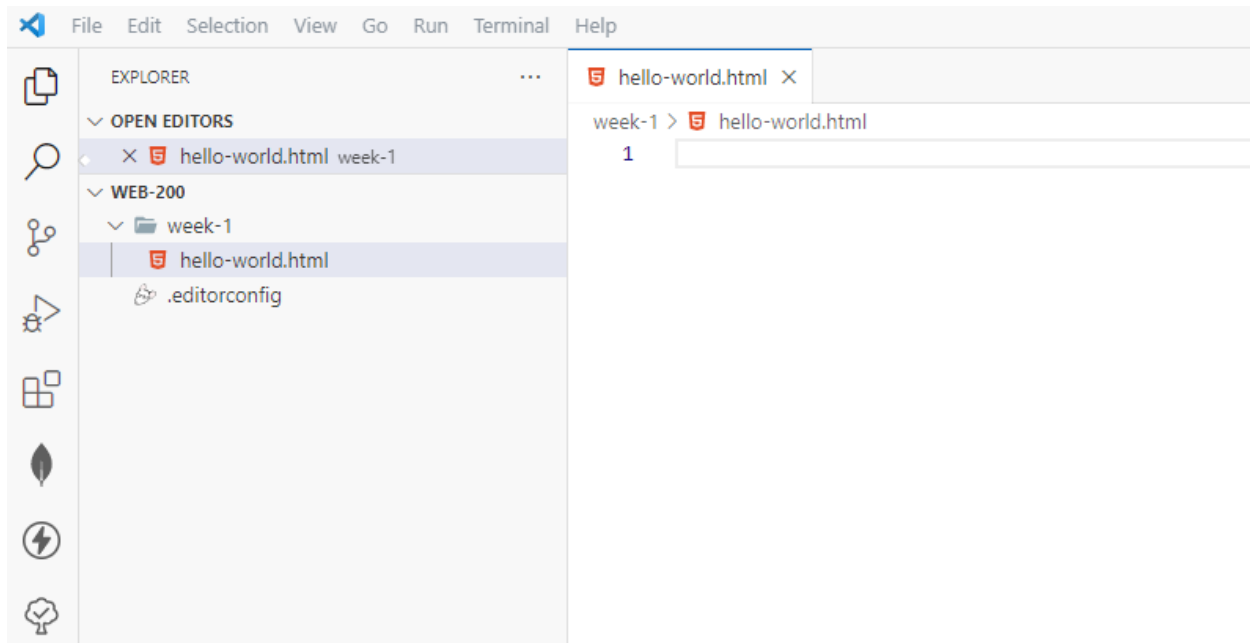 File Edit Selection View Go Run Terminal Help
EXPLORER ...
OPEN EDITORS
hello-world.html week-1
WEB-200
week-1
hello-world.html
.editorconfig
hello-world.html
week-1 > hello-world.html
1